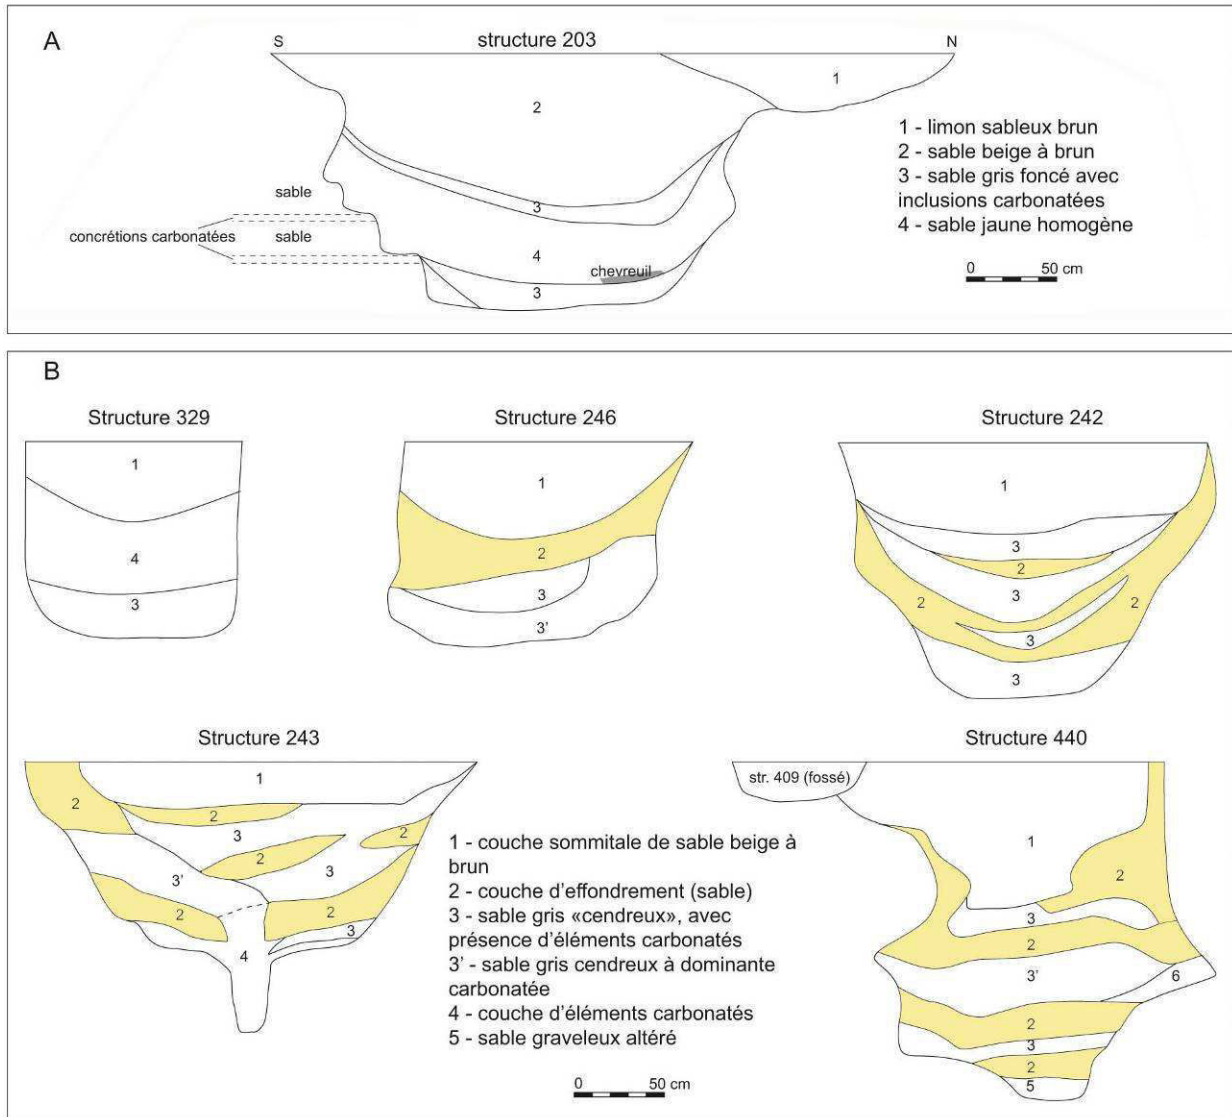 A
S
structure 203
N
1
2
1 - limon sableux brun
2 - sable beige à brun
3 - sable gris foncé avec
inclusions carbonatées
4 - sable jaune homogène
sable
3
concrétions carbonatées
sable
4
chevreuil
3
0 50 cm
B
Structure 329
1
4
3
Structure 246
1
2
3
3'
Structure 242
1
3
2
3
2
2
3
3
Structure 243
1
2
2
3
2
2
3
3'
2
2
3
4
1 - couche sommitale de sable beige à
brun
2 - couche d'effondrement (sable)
3 - sable gris «cendreux», avec
présence d'éléments carbonatés
3' - sable gris cendreux à dominante
carbonatée
4 - couche d'éléments carbonatés
5 - sable graveleux altéré
0 50 cm
Structure 440
str. 409 (fossé)
1
2
3
2
3'
6
2
3
2
5